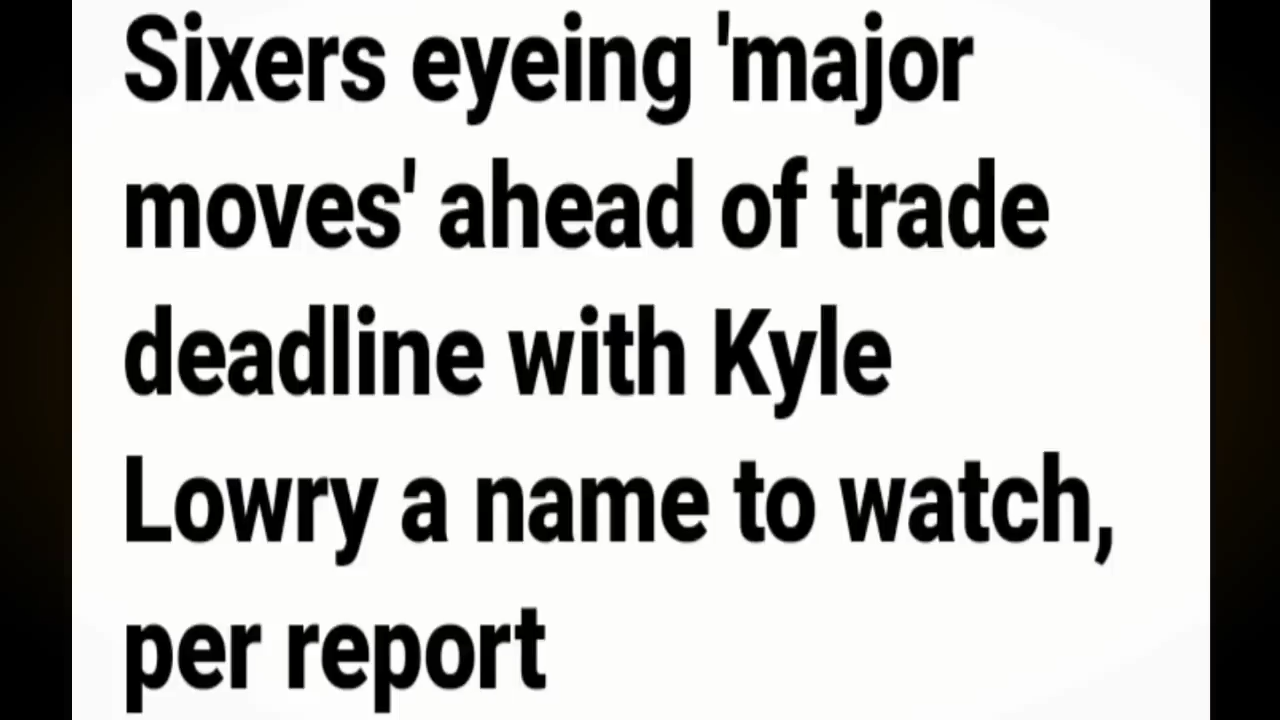 Sixers eyeing 'major
moves' ahead of trade
deadline with Kyle
Lowry a name to watch,
per report